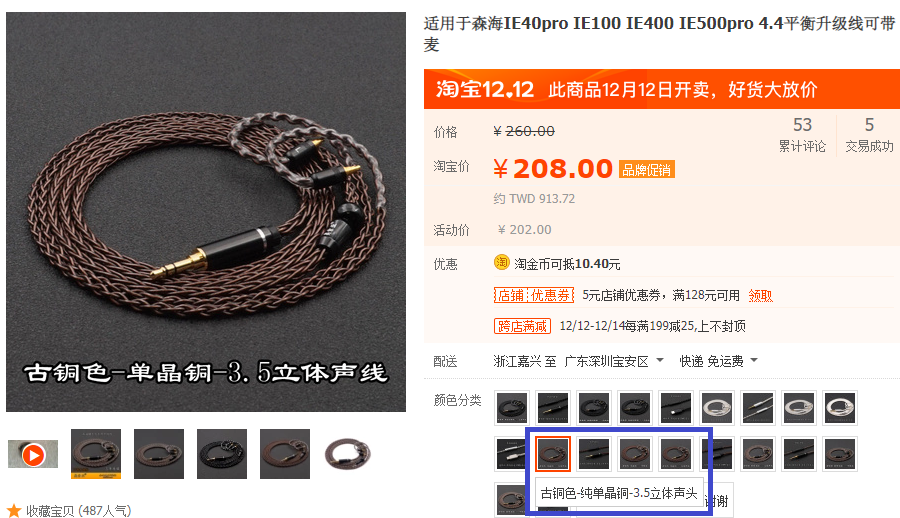 适用于森海IE40pro IE100 IE400 IE500pro 4.4平衡升级线可带麦
淘宝12.12 此商品12月12日开卖，好货大放价
价格
¥ 260.00
53
累计评论
5
交易成功
淘宝价
¥ 208.00 品牌促销
约 TWD 913.72
活动价
¥ 202.00
优惠
淘 淘金币可抵10.40元
店铺优惠券 5元店铺优惠券，满128元可用 领取
跨店满减 12/12-12/14每满199减25,上不封顶
配送
浙江嘉兴 至 广东深圳宝安区 快递 免运费
颜色分类
古铜色-纯单晶铜-3.5立体声头
谢谢
古铜色-单晶铜-3.5立体声线
收藏宝贝 (487人气)